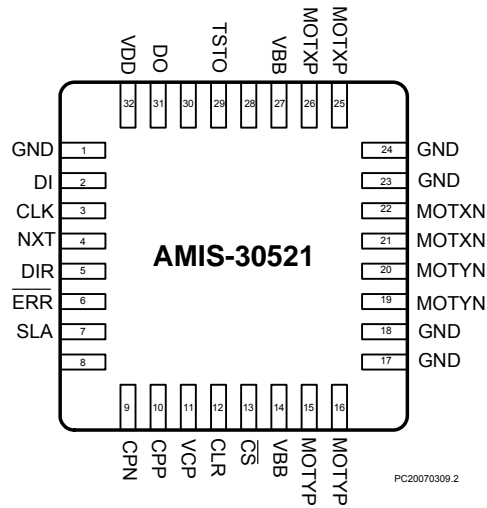 VDD DO TSTO VBB MOTXP MOTXP
32 31 30 29 28 27 26 25
GND 1 24 GND
DI 2 23 GND
CLK 3 22 MOTXN
NXT 4 21 MOTXN
AMIS-30521
DIR 5 20 MOTYN
ERR 6 19 MOTYN
SLA 7 18 GND
8 17 GND
9 10 11 12 13 14 15 16
CPN CPP VCP CLR CS VBB MOTYP MOTYP
PC20070309.2